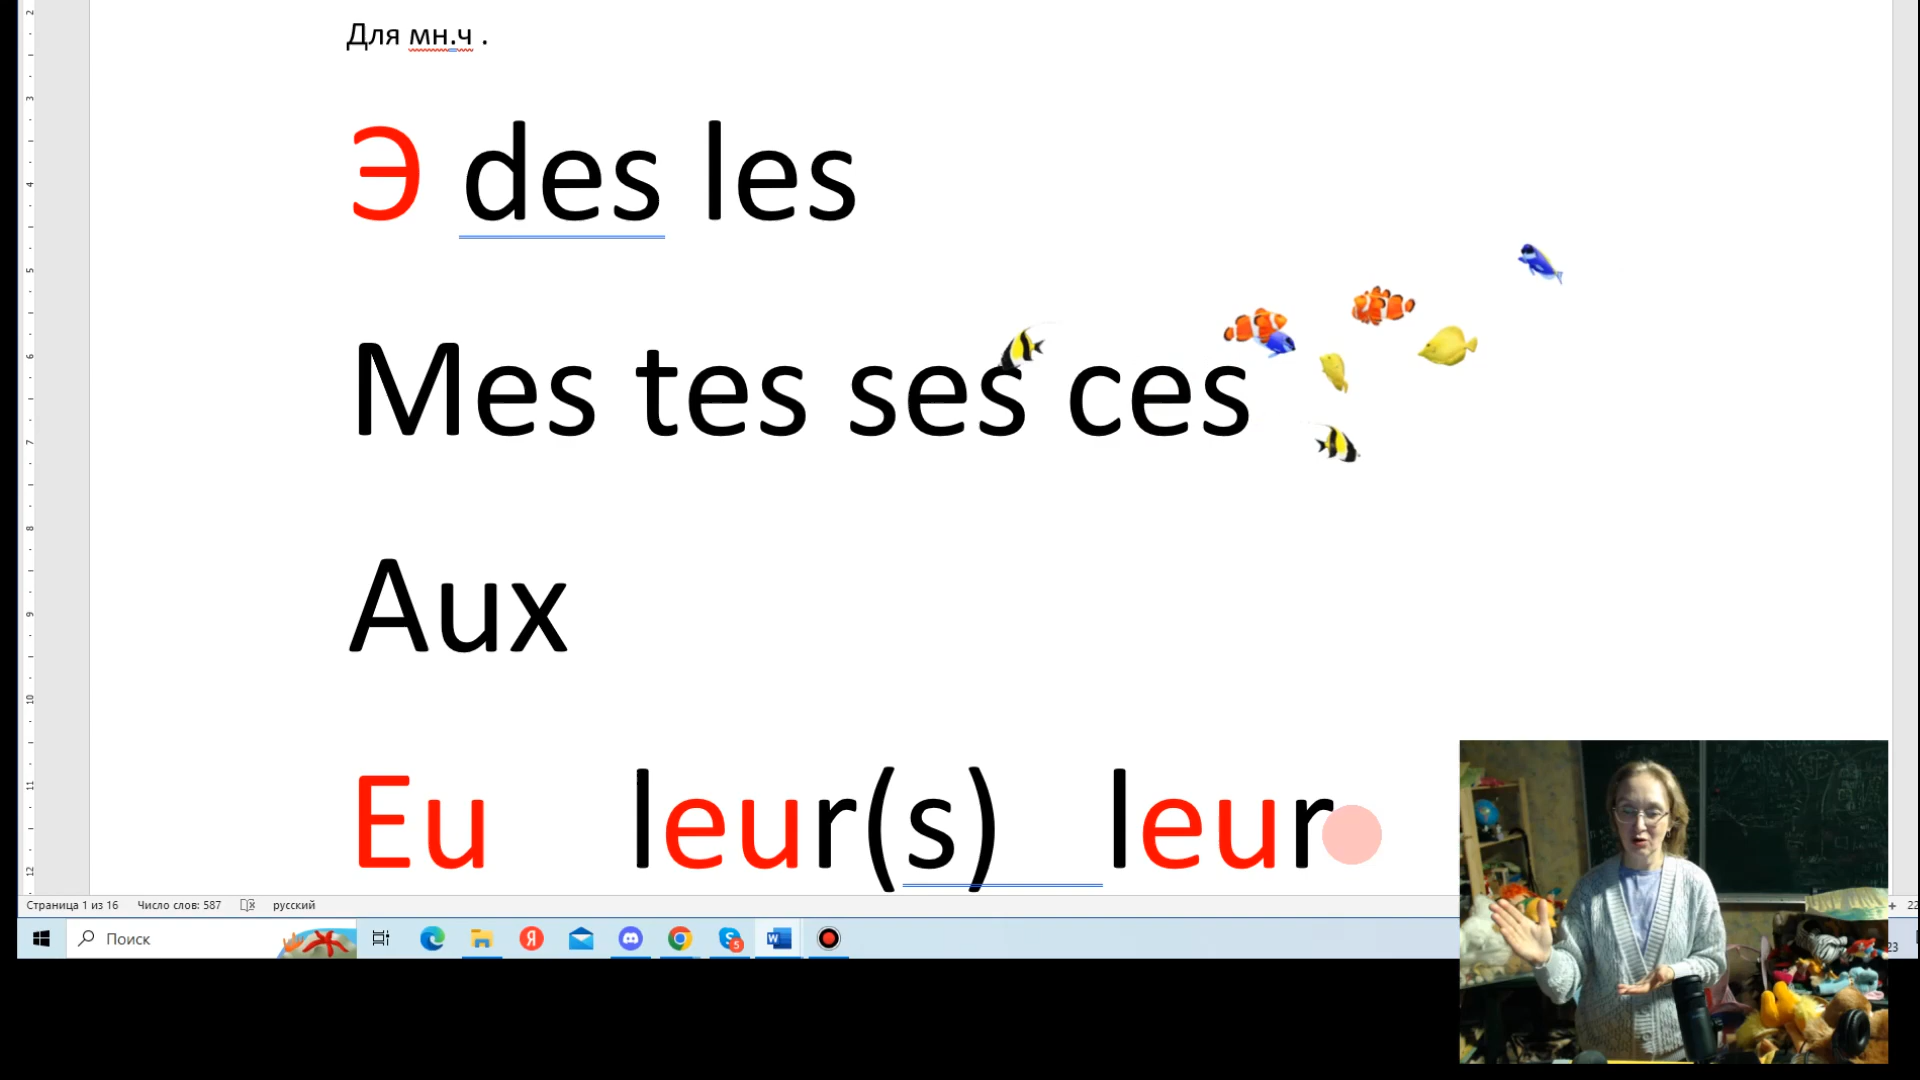 Для мн.ч .
Э des les
Mes tes ses ces
Aux
Eu leur(s) leur
Страница 1 из 16 Число слов: 587 русский
Поиск